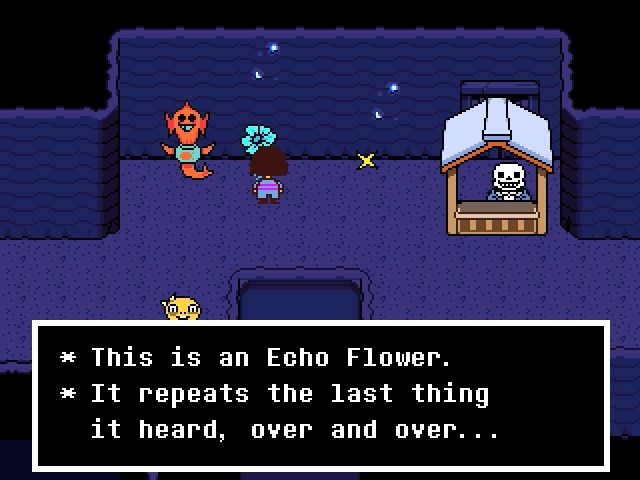 * This is an Echo Flower.
* It repeats the last thing
it heard, over and over...